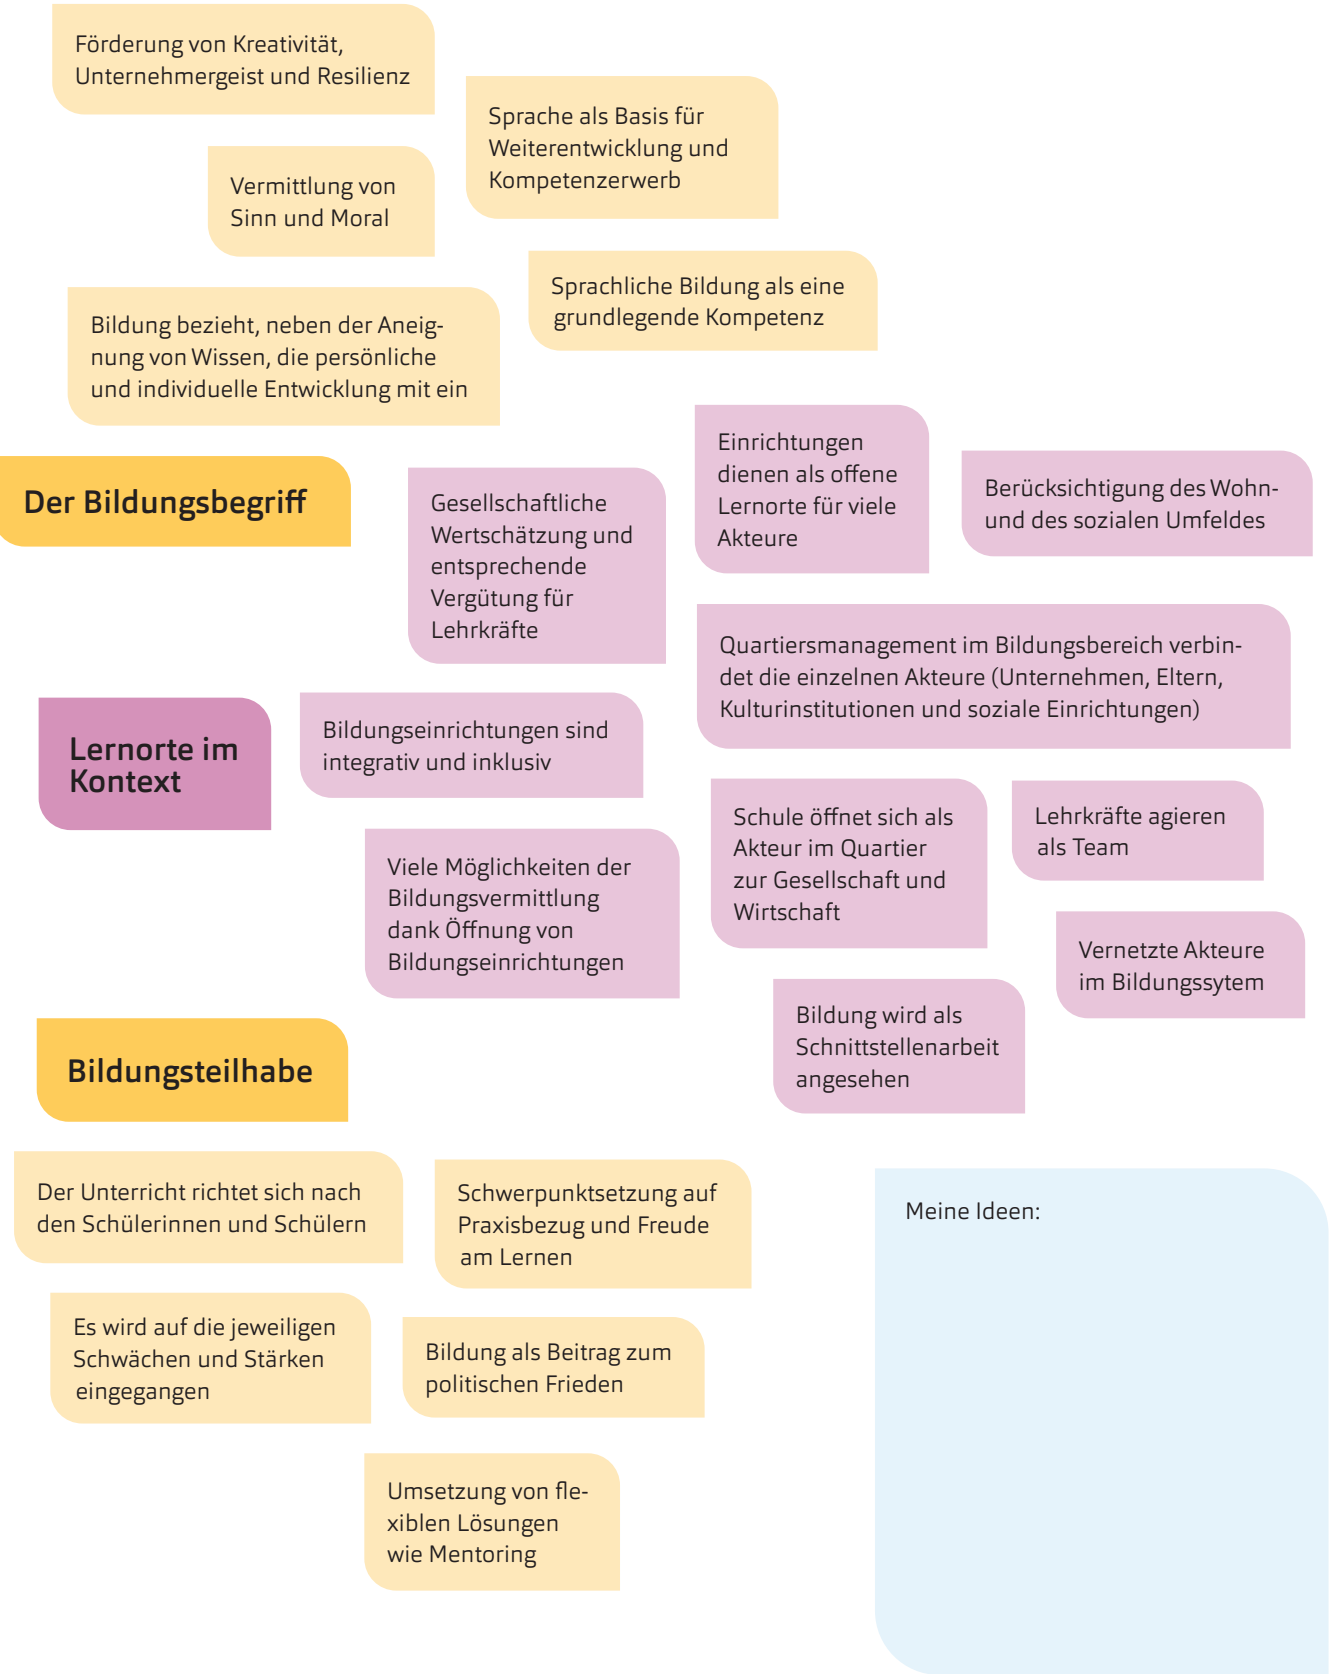 Förderung von Kreativität,
Unternehmergeist und Resilienz
Sprache als Basis für
Weiterentwicklung und
Kompetenzerwerb
Vermittlung von
Sinn und Moral
Sprachliche Bildung als eine
grundlegende Kompetenz
Bildung bezieht, neben der Aneig-
nung von Wissen, die persönliche
und individuelle Entwicklung mit ein
Der Bildungsbegriff
Gesellschaftliche
Wertschätzung und
entsprechende
Vergütung für
Lehrkräfte
Einrichtungen
dienen als offene
Lernorte für viele
Akteure
Berücksichtigung des Wohn-
und des sozialen Umfeldes
Quartiersmanagement im Bildungsbereich verbin-
det die einzelnen Akteure (Unternehmen, Eltern,
Kulturinstitutionen und soziale Einrichtungen)
Lernorte im
Kontext
Bildungseinrichtungen sind
integrativ und inklusiv
Schule öffnet sich als
Akteur im Quartier
zur Gesellschaft und
Wirtschaft
Lehrkräfte agieren
als Team
Viele Möglichkeiten der
Bildungsvermittlung
dank Öffnung von
Bildungseinrichtungen
Vernetzte Akteure
im Bildungssytem
Bildung wird als
Schnittstellenarbeit
angesehen
Bildungsteilhabe
Der Unterricht richtet sich nach
den Schülerinnen und Schülern
Schwerpunktsetzung auf
Praxisbezug und Freude
am Lernen
Es wird auf die jeweiligen
Schwächen und Stärken
eingegangen
Bildung als Beitrag zum
politischen Frieden
Umsetzung von fle-
xiblen Lösungen
wie Mentoring
Meine Ideen: